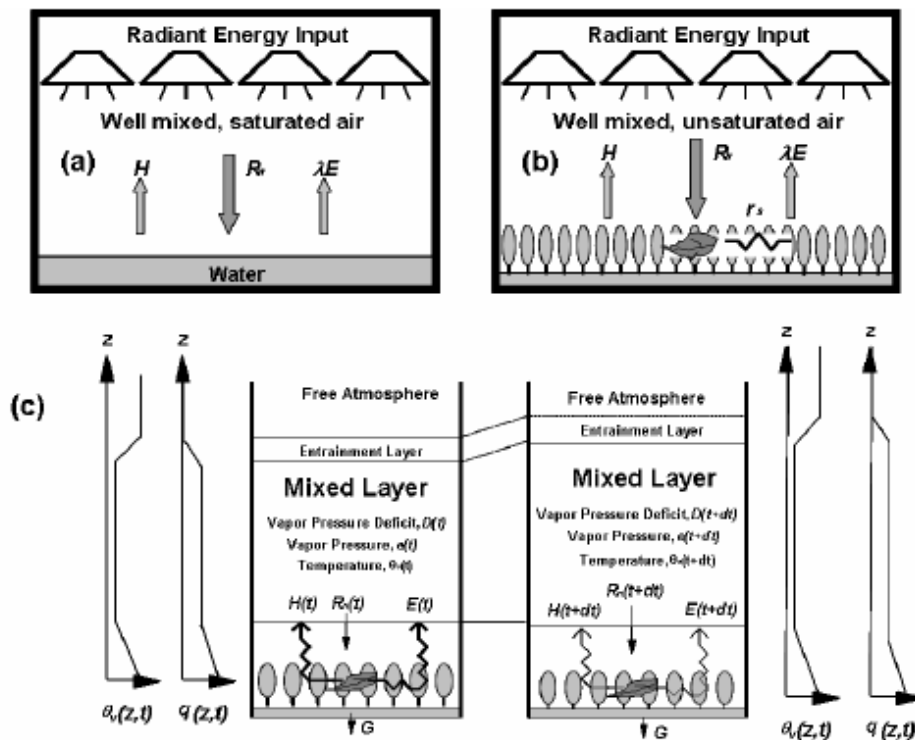 (a)
Radiant Energy Input
Well mixed, saturated air
H
Rₙ
λE
Water
(b)
Radiant Energy Input
Well mixed, unsaturated air
H
Rₙ
λE
rₛ
(c)
z
z
θᵥ(z,t)
q(z,t)
Free Atmosphere
Entrainment Layer
Mixed Layer
Vapor Pressure Deficit, D(t)
Vapor Pressure, e(t)
Temperature, θᵥ(t)
H(t)
Rₙ(t)
E(t)
G
Free Atmosphere
Entrainment Layer
Mixed Layer
Vapor Pressure Deficit, D(t+dt)
Vapor Pressure, e(t+dt)
Temperature, θᵥ(t+dt)
Rₙ(t+dt)
H(t+dt)
E(t+dt)
G
z
z
θᵥ(z,t)
q(z,t)